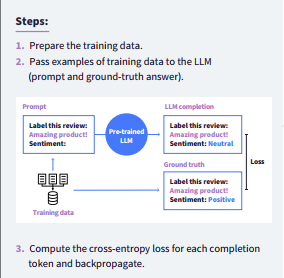 Steps:
1. Prepare the training data.
2. Pass examples of training data to the LLM
(prompt and ground-truth answer).
Prompt
LLM completion
Label this review:
Amazing product!
Sentiment:
Pre-trained
LLM
Label this review:
Amazing product!
Sentiment: Neutral
Ground truth
Loss
Label this review:
Amazing product!
Sentiment: Positive
Training data
3. Compute the cross-entropy loss for each completion
token and backpropagate.